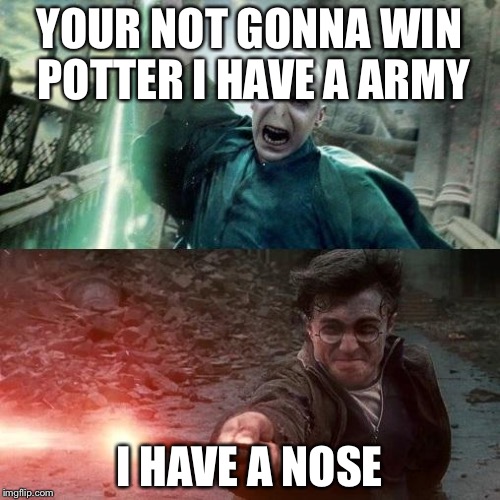 YOUR NOT GONNA WIN
POTTER I HAVE A ARMY
I HAVE A NOSE
imgflip.com